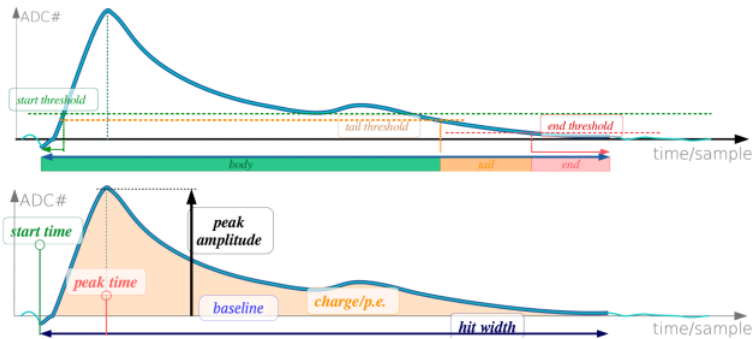 ADC#
start threshold
tail threshold
end threshold
time/sample
body
tail
end
ADC#
start time
peak
amplitude
peak time
baseline
charge/p.e.
hit width
time/sample